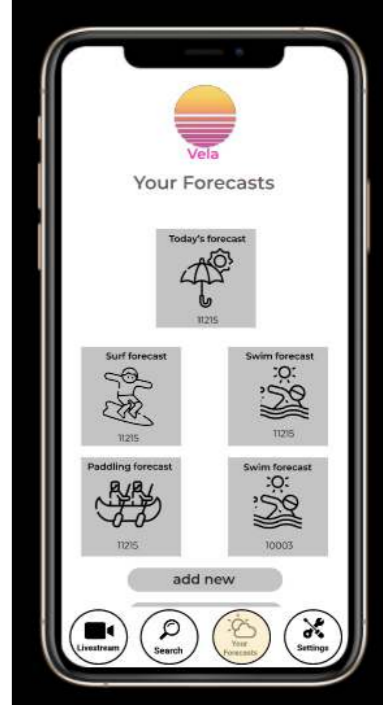 Vela
Your Forecasts
Today's forecast
11215
Surf forecast
11215
Swim forecast
11215
Paddling forecast
11215
Swim forecast
10003
add new
Livestream
Search
Your
Forecasts
Settings